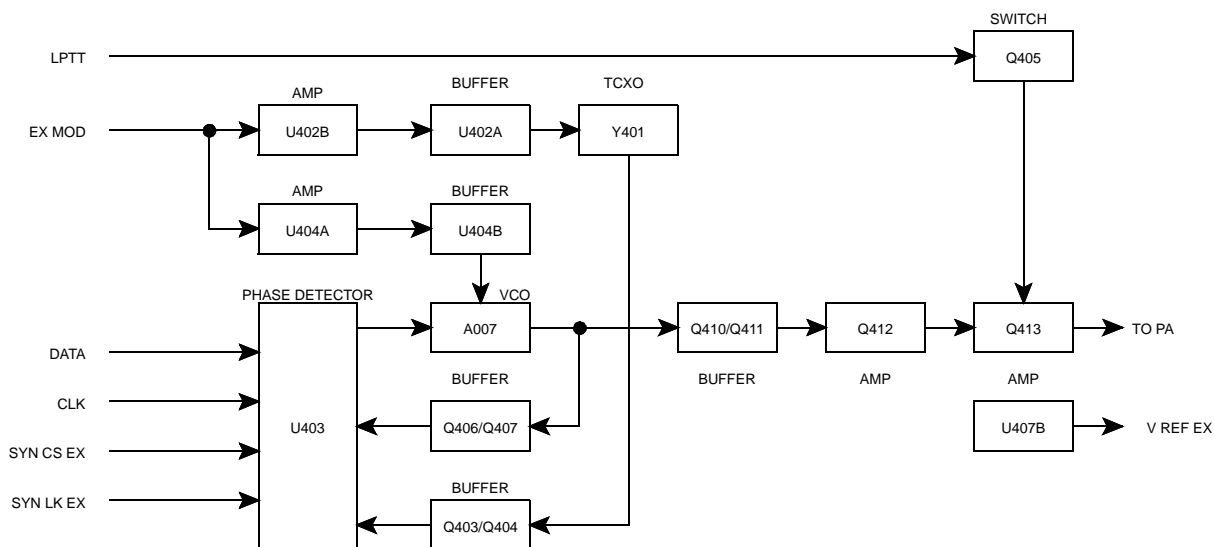 SWITCH
LPTT
Q405
AMP
BUFFER
TCXO
EX MOD
U402B
U402A
Y401
AMP
BUFFER
U404A
U404B
PHASE DETECTOR
VCO
A007
Q410/Q411
Q412
Q413
TO PA
DATA
BUFFER
BUFFER
AMP
AMP
CLK
U403
Q406/Q407
U407B
V REF EX
SYN CS EX
BUFFER
SYN LK EX
Q403/Q404